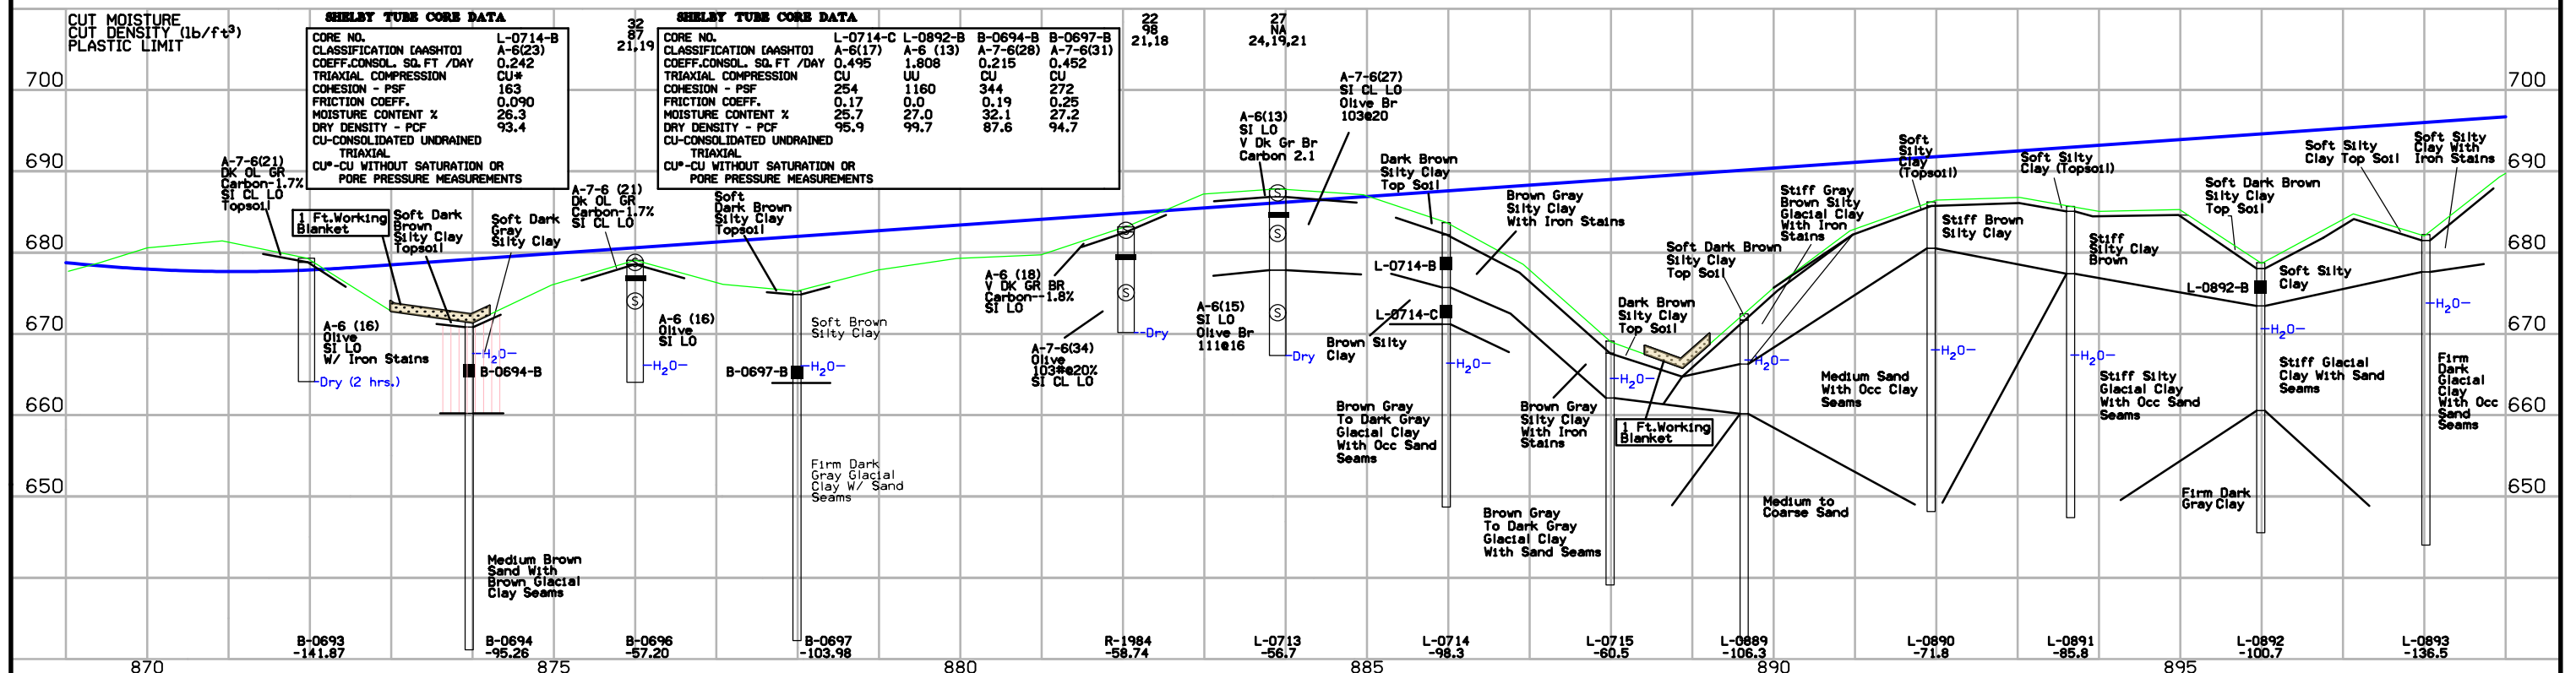 CUT MOISTURE
CUT DENSITY (lb/ft³)
PLASTIC LIMIT
SHELBY TUBE CORE DATA
CORE NO. L-0714-B
CLASSIFICATION [AASHTO] A-6(23)
COEFF.CONSOL. SQ.FT /DAY 0.242
TRIAXIAL COMPRESSION CU*
COHESION - PSF 163
FRICTION COEFF. 0.090
MOISTURE CONTENT % 26.3
DRY DENSITY - PCF 93.4
CU-CONSOLIDATED UNDRAINED
TRIAXIAL
CU*-CU WITHOUT SATURATION OR
PORE PRESSURE MEASUREMENTS
32
87
21,19
SHELBY TUBE CORE DATA
CORE NO. L-0714-C L-0892-B B-0694-B B-0697-B
CLASSIFICATION [AASHTO] A-6(17) A-6 (13) A-7-6(28) A-7-6(31)
COEFF.CONSOL. SQ.FT /DAY 0.495 1.808 0.215 0.452
TRIAXIAL COMPRESSION CU UU CU CU
COHESION - PSF 254 1160 344 272
FRICTION COEFF. 0.17 0.0 0.19 0.25
MOISTURE CONTENT % 25.7 27.0 32.1 27.2
DRY DENSITY - PCF 95.9 99.7 87.6 94.7
CU-CONSOLIDATED UNDRAINED
TRIAXIAL
CU*-CU WITHOUT SATURATION OR
PORE PRESSURE MEASUREMENTS
22
98
21,18
27
NA
24,19,21
700
690
680
670
660
650
700
690
680
670
660
650
A-7-6(21)
DK OL GR
Carbon-1.7%
SI CL LO
Topsoil
1 Ft.Working
Blanket
Soft Dark
Brown
Silty Clay
Topsoil
Soft Dark
Gray
Silty Clay
A-7-6 (21)
Dk OL GR
Carbon-1.7%
SI CL LO
Soft
Dark Brown
Silty Clay
Topsoil
A-6 (16)
Olive
SI LO
W/ Iron Stains
Dry (2 hrs.)
H2O
B-0694-B
Medium Brown
Sand With
Brown Glacial
Clay Seams
S
S
A-6 (16)
Olive
SI LO
H2O
Soft Brown
Silty Clay
B-0697-B
H2O
Firm Dark
Gray Glacial
Clay W/ Sand
Seams
A-6 (18)
V DK GR BR
Carbon--1.8%
SI LO
S
S
Dry
A-7-6(34)
Olive
103#@20%
SI CL LO
A-6(13)
SI LO
V Dk Gr Br
Carbon 2.1
A-7-6(27)
SI CL LO
Olive Br
103@20
S
S
S
A-6(15)
SI LO
Olive Br
111@16
Dry
Dark Brown
Silty Clay
Top Soil
L-0714-B
L-0714-C
Brown Silty
Clay
H2O
Brown Gray
To Dark Gray
Glacial Clay
With Occ Sand
Seams
Brown Gray
Silty Clay
With Iron Stains
Brown Gray
Silty Clay
With Iron
Stains
Brown Gray
To Dark Gray
Glacial Clay
With Sand Seams
Dark Brown
Silty Clay
Top Soil
H2O
1 Ft.Working
Blanket
Soft Dark Brown
Silty Clay
Top Soil
Stiff Gray
Brown Silty
Glacial Clay
With Iron
Stains
H2O
Medium Sand
With Occ Clay
Seams
Medium to
Coarse Sand
Soft
Silty
Clay
(Topsoil)
Stiff Brown
Silty Clay
H2O
Soft Silty
Clay (Topsoil)
Stiff
Silty Clay
Brown
H2O
Stiff Silty
Glacial Clay
With Occ Sand
Seams
Soft Dark Brown
Silty Clay
Top Soil
L-0892-B
Soft Silty
Clay
H2O
Stiff Glacial
Clay With Sand
Seams
Firm Dark
Gray Clay
Soft Silty
Clay Top Soil
Soft Silty
Clay With
Iron Stains
H2O
Firm
Dark
Glacial
Clay
With Occ
Sand
Seams
B-0693
-141.87
B-0694
-95.26
B-0696
-57.20
B-0697
-103.98
R-1984
-58.74
L-0713
-56.7
L-0714
-98.3
L-0715
-60.5
L-0889
-106.3
L-0890
-71.8
L-0891
-85.8
L-0892
-100.7
L-0893
-136.5
870 875 880 885 890 895